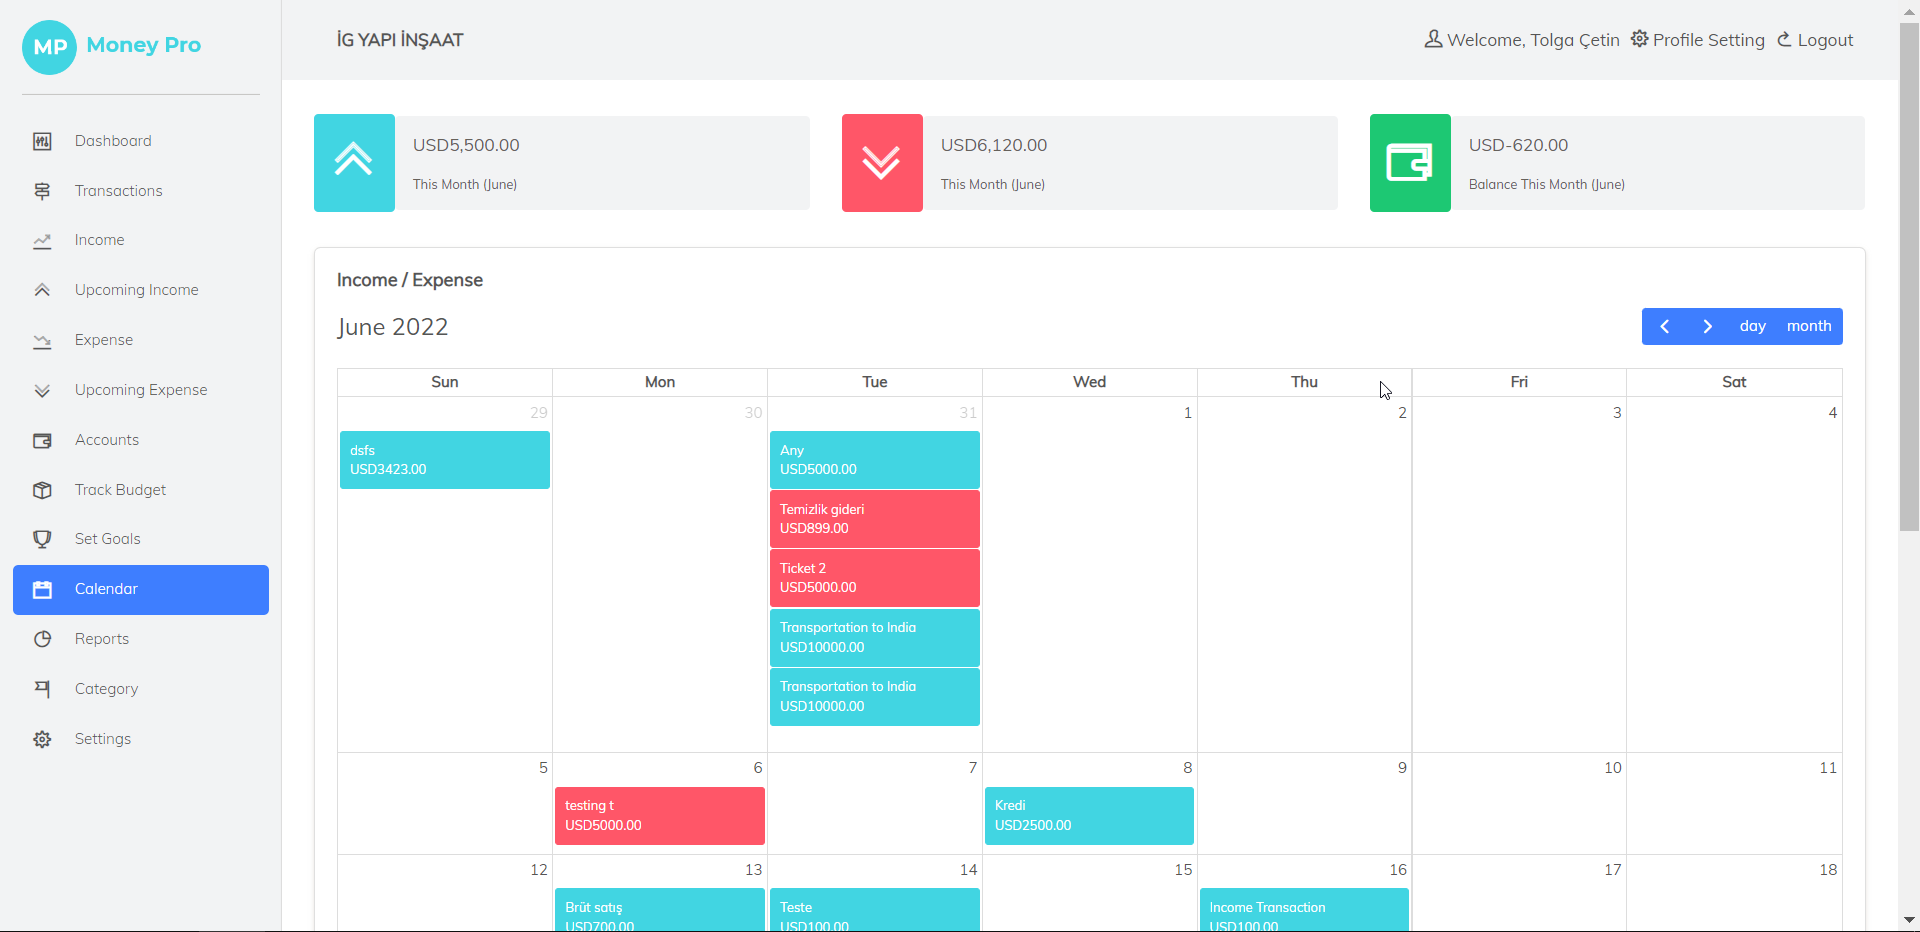 MP Money Pro
Dashboard
Transactions
Income
Upcoming Income
Expense
Upcoming Expense
Accounts
Track Budget
Set Goals
Calendar
Reports
Category
Settings
İG YAPI İNŞAAT
Welcome, Tolga Çetin Profile Setting Logout
USD5,500.00
This Month (June)
USD6,120.00
This Month (June)
USD-620.00
Balance This Month (June)
Income / Expense
June 2022
day month
Sun Mon Tue Wed Thu Fri Sat
29 30 31 1 2 3 4
dsfs
USD3423.00
Any
USD5000.00
Temizlik gideri
USD899.00
Ticket 2
USD5000.00
Transportation to India
USD10000.00
Transportation to India
USD10000.00
5 6 7 8 9 10 11
testing t
USD5000.00
Kredi
USD2500.00
12 13 14 15 16 17 18
Brüt satış
USD700.00
Teste
USD100.00
Income Transaction
USD100.00